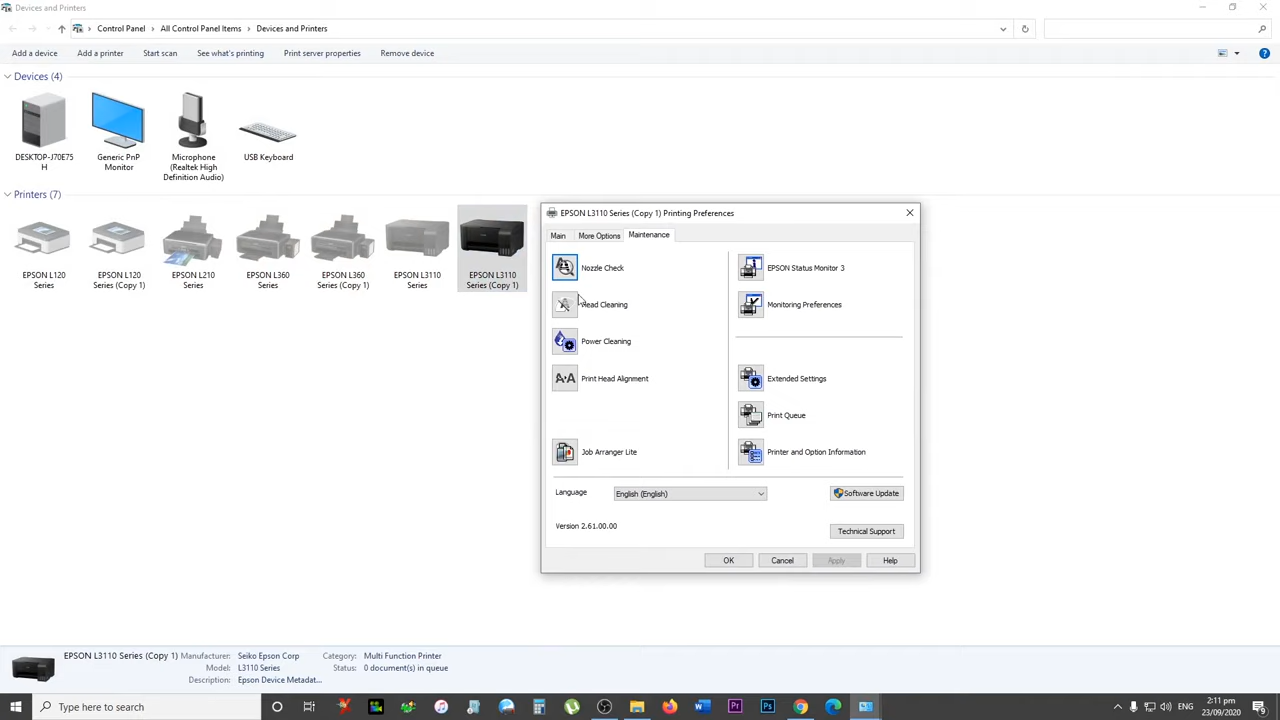 Devices and Printers
Control Panel > All Control Panel Items > Devices and Printers
Add a device Add a printer Start scan See what's printing Print server properties Remove device
Devices (4)
DESKTOP-J70E75
H
Generic PnP
Monitor
Microphone
(Realtek High
Definition Audio)
USB Keyboard
Printers (7)
EPSON L120
Series
EPSON L120
Series (Copy 1)
EPSON L210
Series
EPSON L360
Series
EPSON L360
Series (Copy 1)
EPSON L3110
Series
EPSON L3110
Series (Copy 1)
EPSON L3110 Series (Copy 1) Printing Preferences
Main More Options Maintenance
Nozzle Check
Head Cleaning
Power Cleaning
Print Head Alignment
Job Arranger Lite
EPSON Status Monitor 3
Monitoring Preferences
Extended Settings
Print Queue
Printer and Option Information
Language English (English) Software Update
Version 2.61.00.00
Technical Support
OK Cancel Apply Help
EPSON L3110 Series (Copy 1) Manufacturer: Seiko Epson Corp Category: Multi Function Printer
Model: L3110 Series Status: 0 document(s) in queue
Description: Epson Device Metadat...
Type here to search
ENG
2:11 pm
23/09/2020